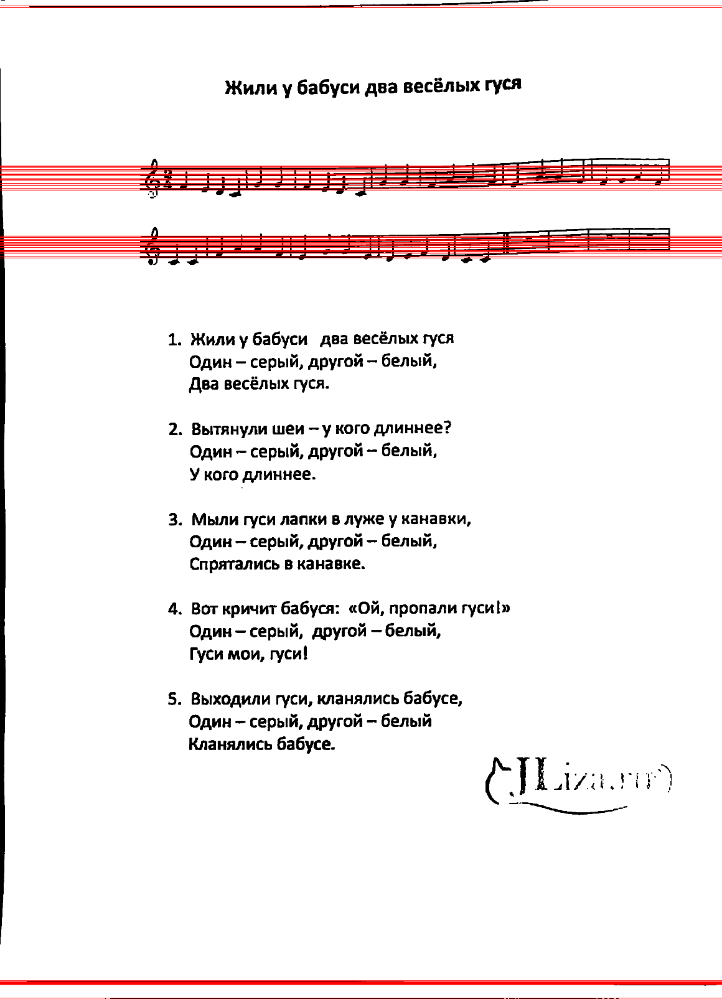 Жили у бабуси два весёлых гуся
1. Жили у бабуси два весёлых гуся
Один – серый, другой – белый,
Два весёлых гуся.
2. Вытянули шеи – у кого длиннее?
Один – серый, другой – белый,
У кого длиннее.
3. Мыли гуси лапки в луже у канавки,
Один – серый, другой – белый,
Спрятались в канавке.
4. Вот кричит бабуся: «Ой, пропали гуси!»
Один – серый, другой – белый,
Гуси мои, гуси!
5. Выходили гуси, кланялись бабусе,
Один – серый, другой – белый
Кланялись бабусе.
JLiza.ru